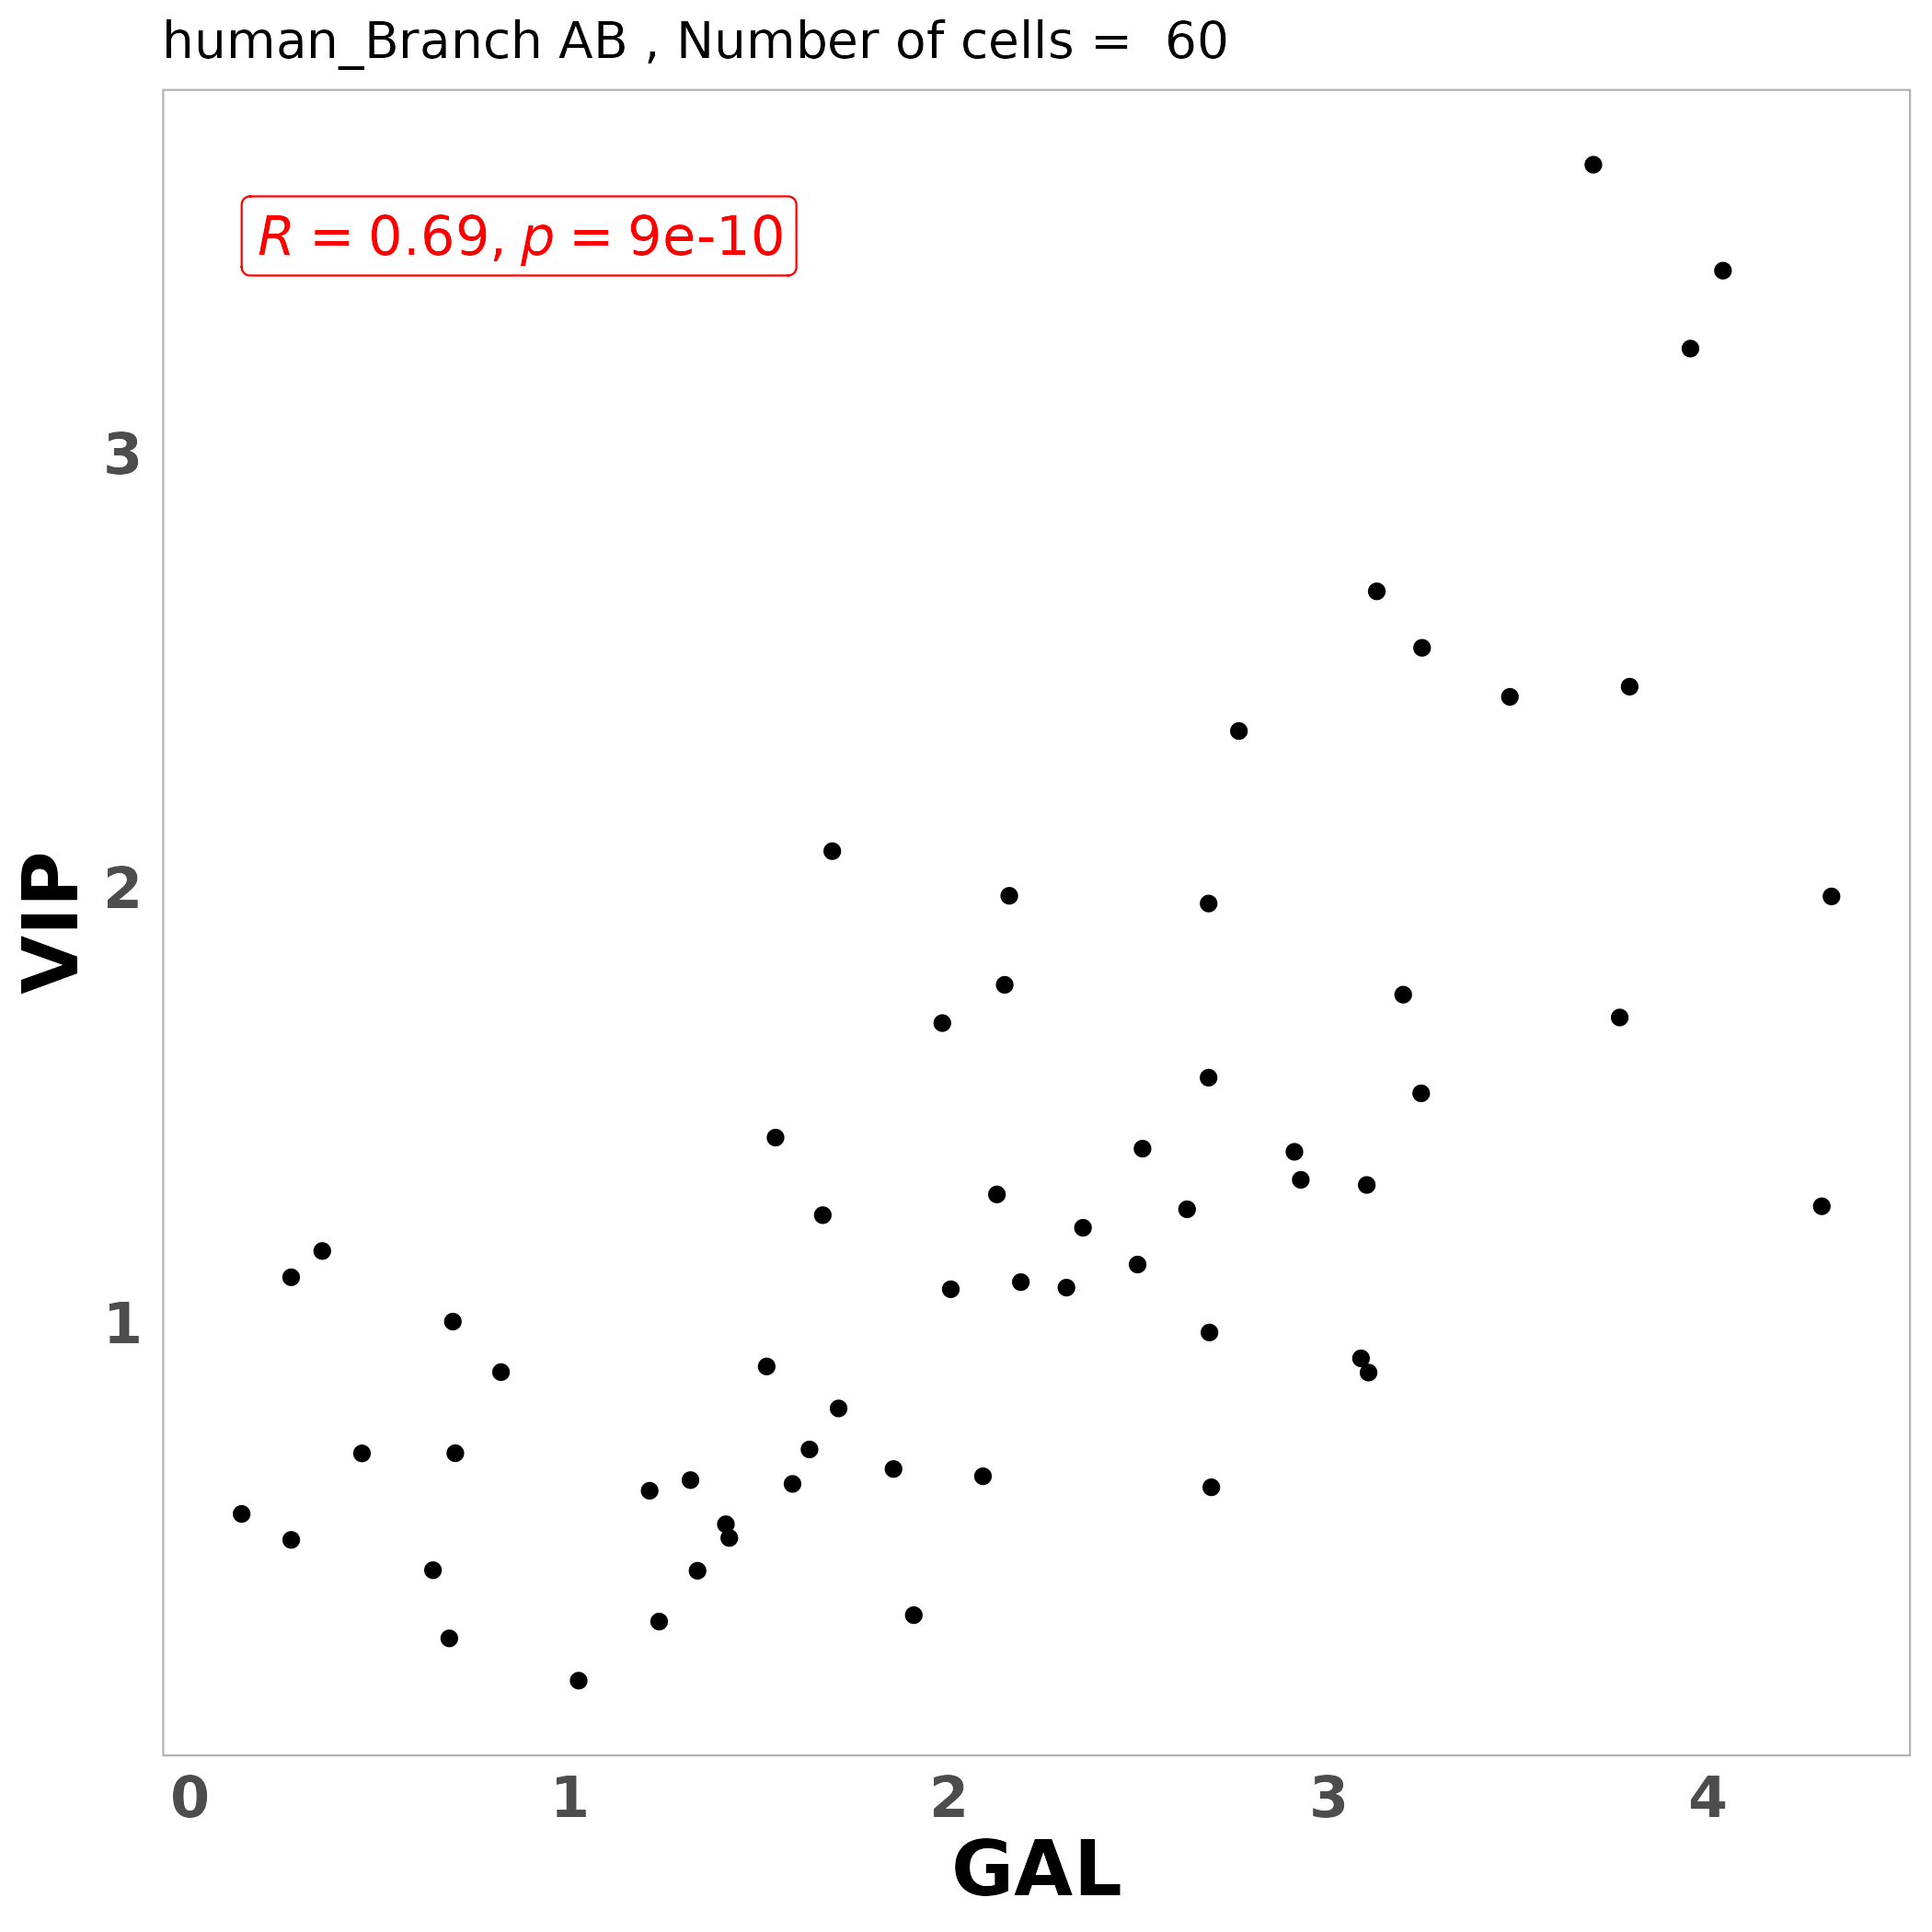 human_Branch AB , Number of cells =  60
R = 0.69, p = 9e-10
3
2
1
VIP
0 1 2 3 4
GAL